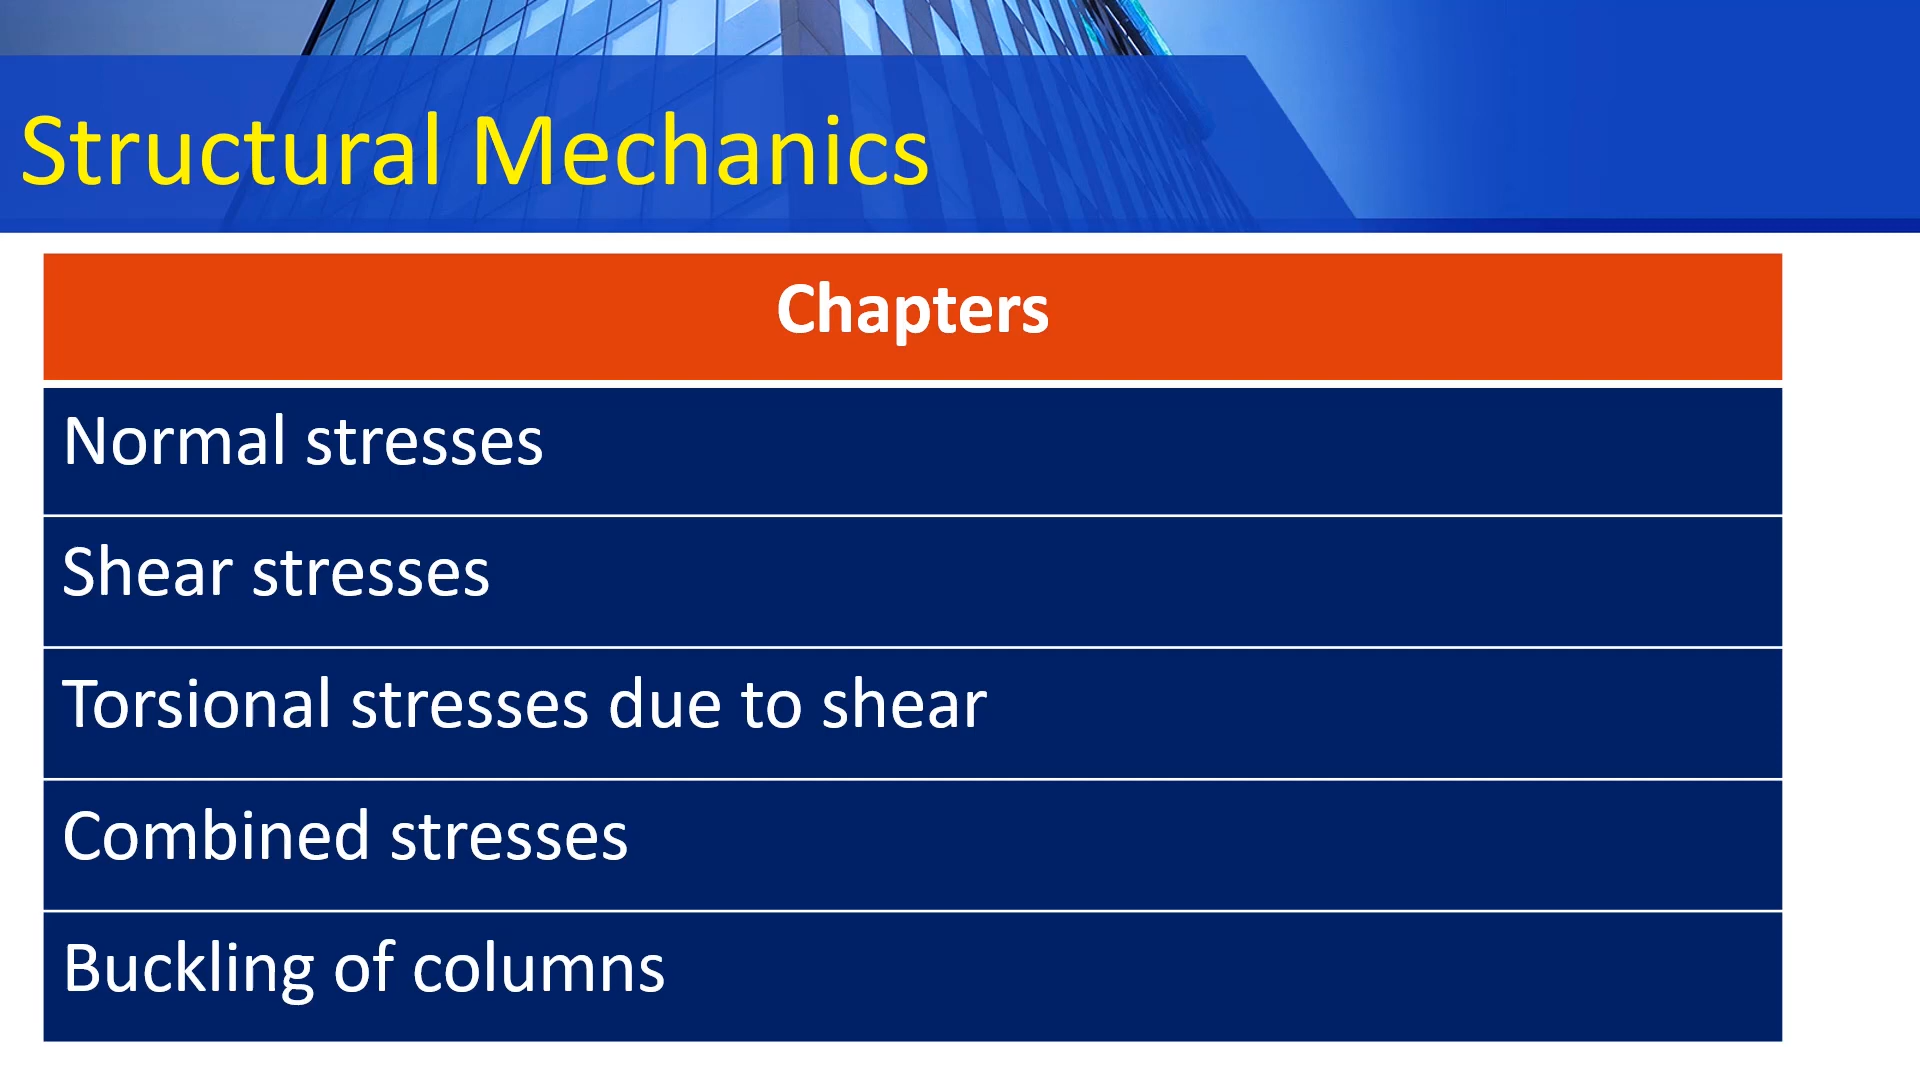 Structural Mechanics
Chapters
Normal stresses
Shear stresses
Torsional stresses due to shear
Combined stresses
Buckling of columns